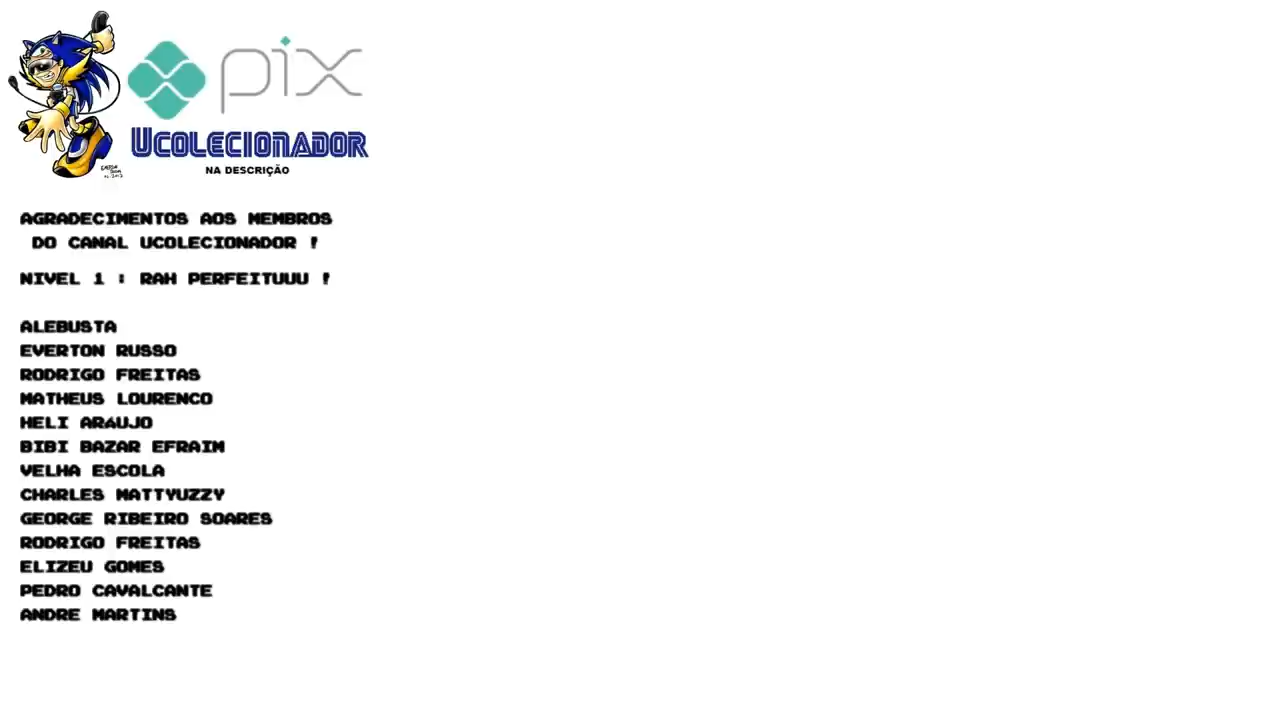 pix
UCOLECIONADOR
NA DESCRIÇÃO
AGRADECIMENTOS AOS MEMBROS
DO CANAL UCOLECIONADOR !
NIVEL 1 : RAH PERFEITUUU !
ALEBUSTA
EVERTON RUSSO
RODRIGO FREITAS
MATHEUS LOURENCO
HELI ARAUJO
BIBI BAZAR EFRAIM
VELHA ESCOLA
CHARLES MATTYUZZY
GEORGE RIBEIRO SOARES
RODRIGO FREITAS
ELIZEU GOMES
PEDRO CAVALCANTE
ANDRE MARTINS